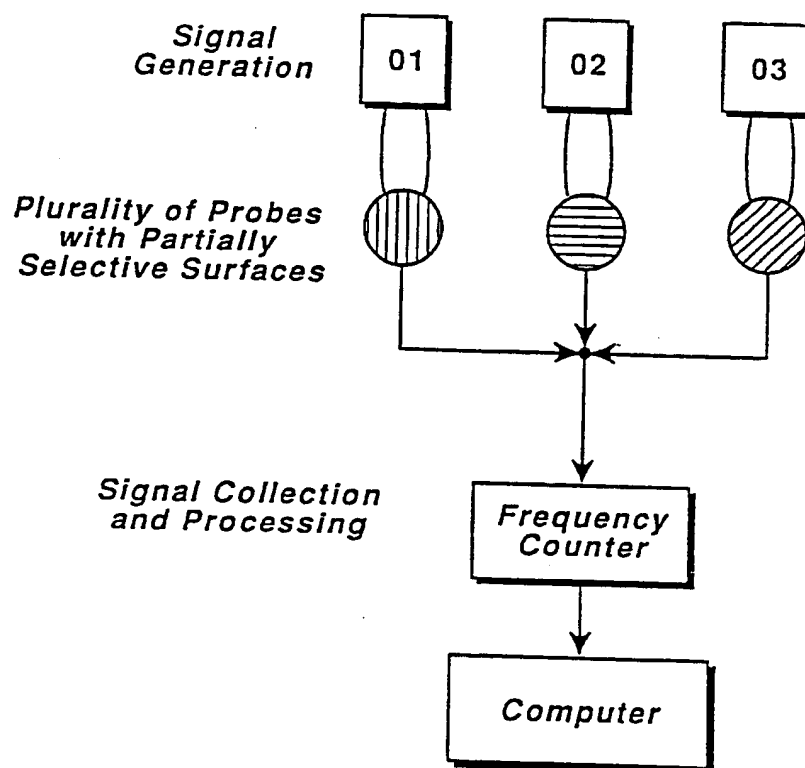 Signal
Generation
01
02
03
Plurality of Probes
with Partially
Selective Surfaces
Signal Collection
and Processing
Frequency
Counter
Computer